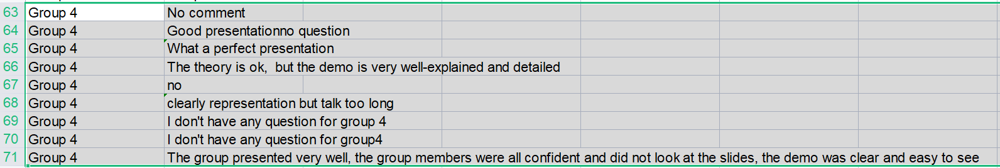 63 Group 4 No comment
64 Group 4 Good presentationno question
65 Group 4 What a perfect presentation
66 Group 4 The theory is ok,  but the demo is very well-explained and detailed
67 Group 4 no
68 Group 4 clearly representation but talk too long
69 Group 4 I don't have any question for group 4
70 Group 4 I don't have any question for group4
71 Group 4 The group presented very well, the group members were all confident and did not look at the slides, the demo was clear and easy to see